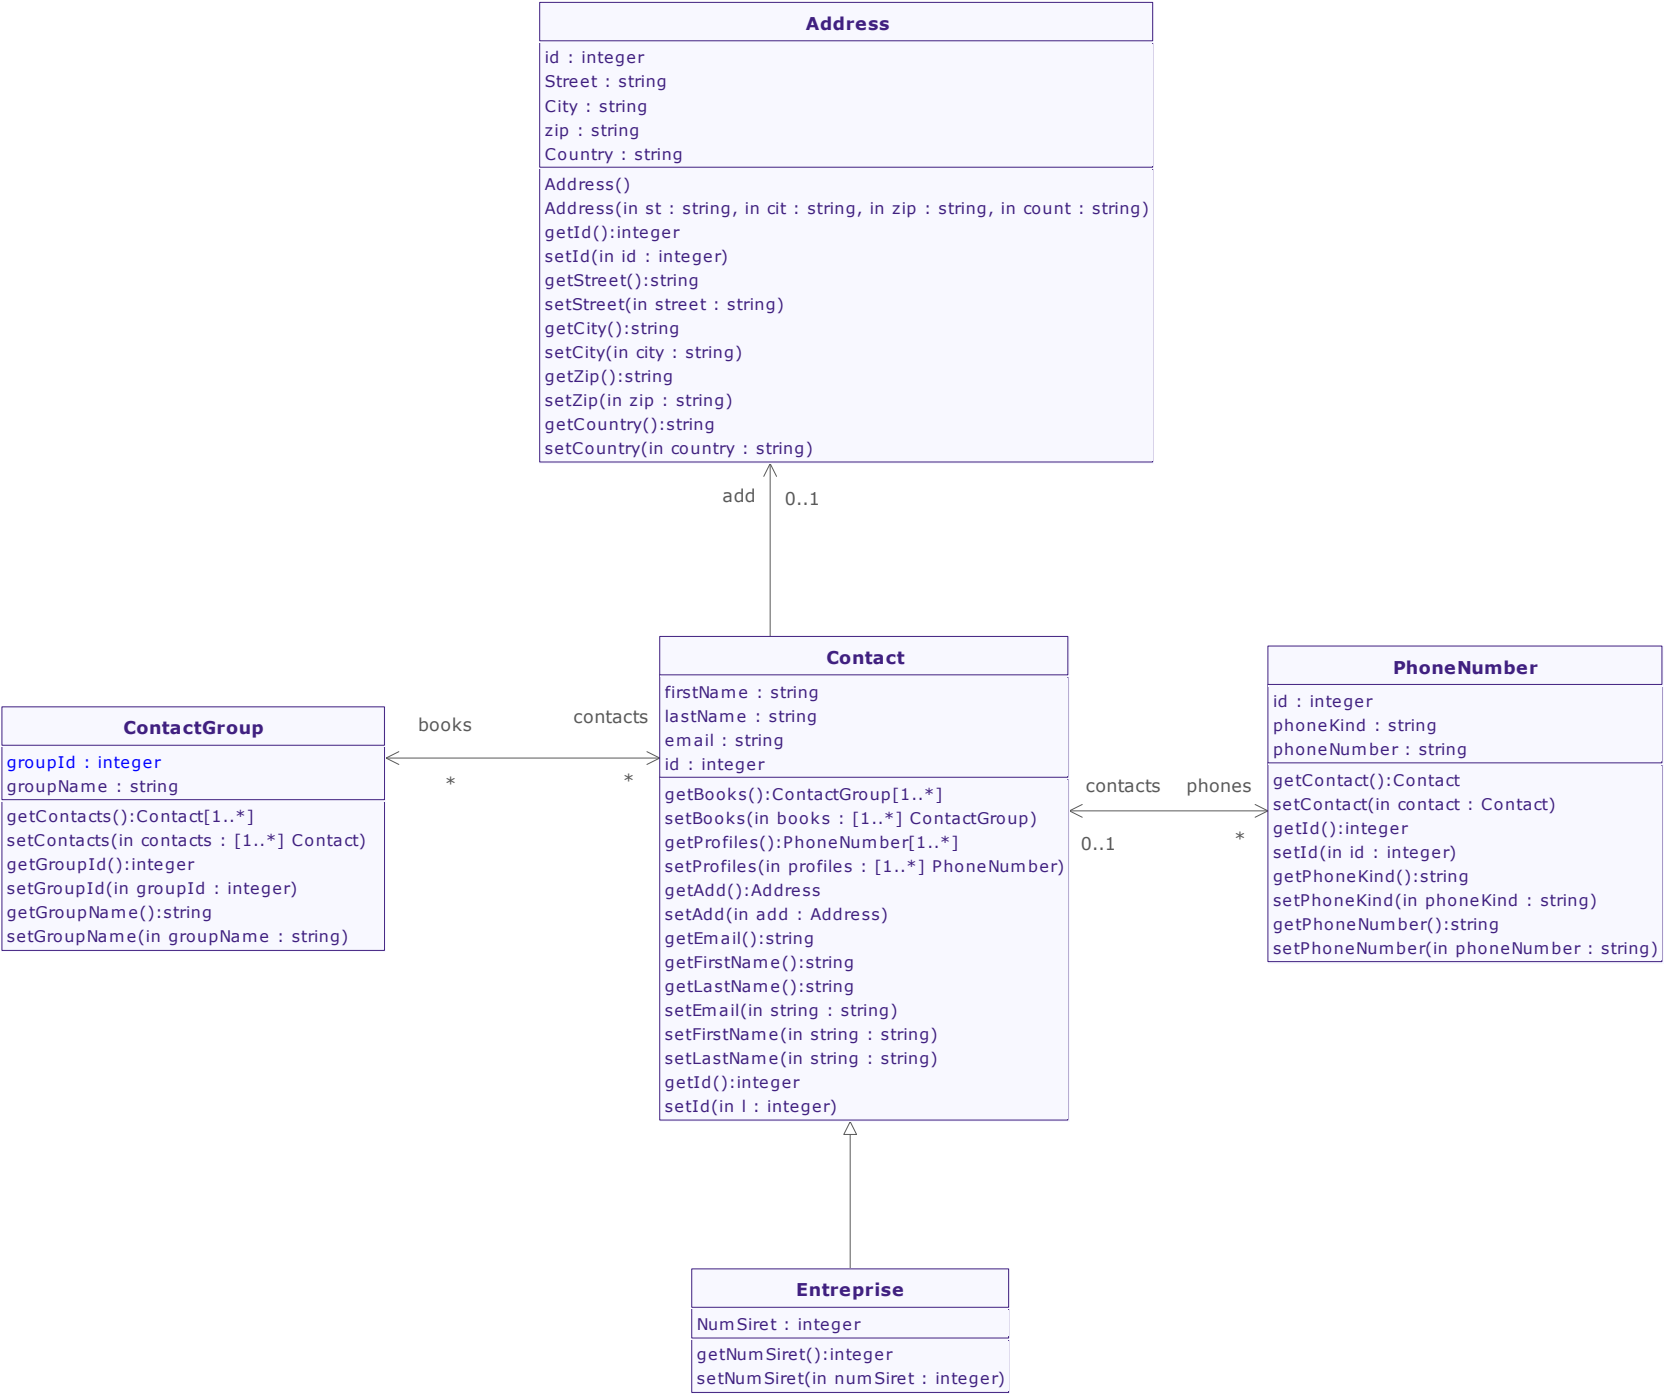 Address
id : integer
Street : string
City : string
zip : string
Country : string
Address()
Address(in st : string, in cit : string, in zip : string, in count : string)
getId():integer
setId(in id : integer)
getStreet():string
setStreet(in street : string)
getCity():string
setCity(in city : string)
getZip():string
setZip(in zip : string)
getCountry():string
setCountry(in country : string)
add 0..1
ContactGroup
groupId : integer
groupName : string
getContacts():Contact[1..*]
setContacts(in contacts : [1..*] Contact)
getGroupId():integer
setGroupId(in groupId : integer)
getGroupName():string
setGroupName(in groupName : string)
books contacts
* *
Contact
firstName : string
lastName : string
email : string
id : integer
getBooks():ContactGroup[1..*]
setBooks(in books : [1..*] ContactGroup)
getProfiles():PhoneNumber[1..*]
setProfiles(in profiles : [1..*] PhoneNumber)
getAdd():Address
setAdd(in add : Address)
getEmail():string
getFirstName():string
getLastName():string
setEmail(in string : string)
setFirstName(in string : string)
setLastName(in string : string)
getId():integer
setId(in l : integer)
contacts phones
0..1 *
PhoneNumber
id : integer
phoneKind : string
phoneNumber : string
getContact():Contact
setContact(in contact : Contact)
getId():integer
setId(in id : integer)
getPhoneKind():string
setPhoneKind(in phoneKind : string)
getPhoneNumber():string
setPhoneNumber(in phoneNumber : string)
Entreprise
NumSiret : integer
getNumSiret():integer
setNumSiret(in numSiret : integer)